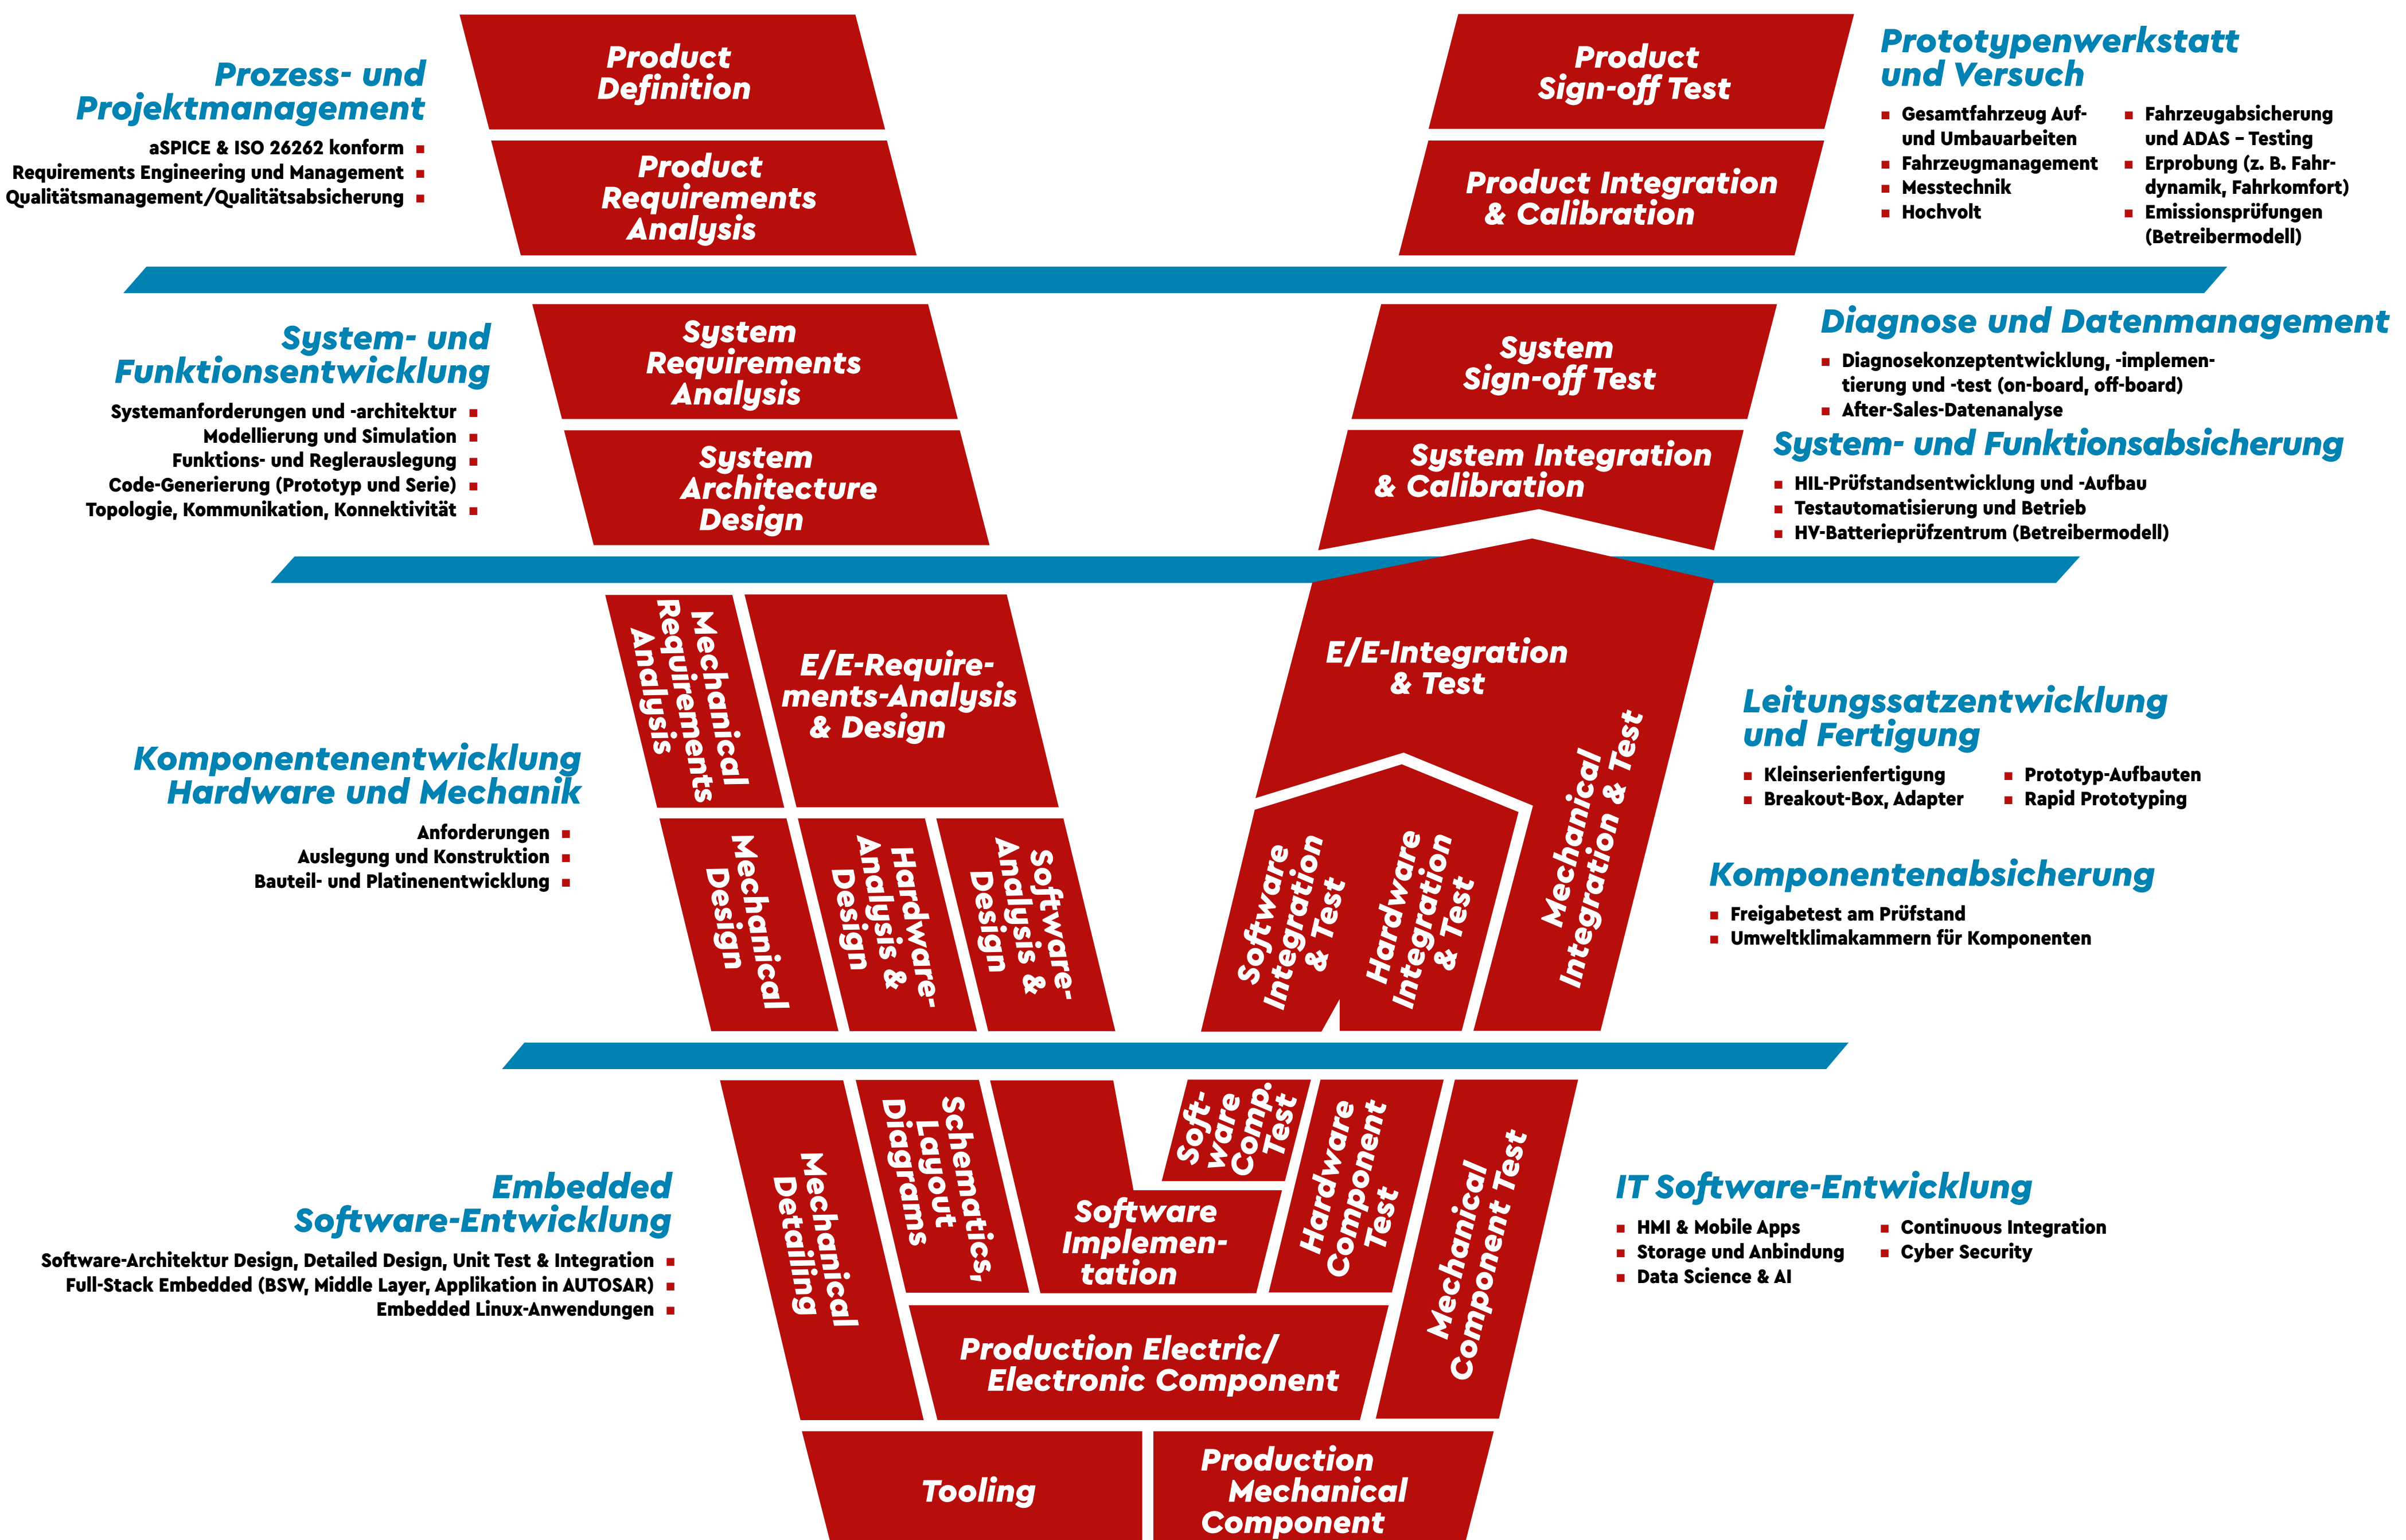 Prozess- und
Projektmanagement
aSPICE & ISO 26262 konform
Requirements Engineering und Management
Qualitätsmanagement/Qualitätsabsicherung
Product
Definition
Product
Requirements
Analysis
Product
Sign-off Test
Product Integration
& Calibration
Prototypenwerkstatt
und Versuch
Gesamtfahrzeug Auf-
und Umbauarbeiten
Fahrzeugmanagement
Messtechnik
Hochvolt
Fahrzeugabsicherung
und ADAS – Testing
Erprobung (z. B. Fahr-
dynamik, Fahrkomfort)
Emissionsprüfungen
(Betreibermodell)
System- und
Funktionsentwicklung
Systemanforderungen und -architektur
Modellierung und Simulation
Funktions- und Reglerauslegung
Code-Generierung (Prototyp und Serie)
Topologie, Kommunikation, Konnektivität
System
Requirements
Analysis
System
Architecture
Design
System
Sign-off Test
System Integration
& Calibration
Diagnose und Datenmanagement
Diagnosekonzeptentwicklung, -implemen-
tierung und -test (on-board, off-board)
After-Sales-Datenanalyse
System- und Funktionsabsicherung
HIL-Prüfstandsentwicklung und -Aufbau
Testautomatisierung und Betrieb
HV-Batterieprüfzentrum (Betreibermodell)
Komponentenentwicklung
Hardware und Mechanik
Anforderungen
Auslegung und Konstruktion
Bauteil- und Platinenentwicklung
Mechanical
Requirements
Analysis
E/E-Require-
ments-Analysis
& Design
Mechanical
Design
Hardware-
Analysis &
Design
Software-
Analysis &
Design
E/E-Integration
& Test
Software
Integration
& Test
Hardware
Integration
& Test
Mechanical
Integration & Test
Leitungssatzentwicklung
und Fertigung
Kleinserienfertigung
Breakout-Box, Adapter
Prototyp-Aufbauten
Rapid Prototyping
Komponentenabsicherung
Freigabetest am Prüfstand
Umweltklimakammern für Komponenten
Embedded
Software-Entwicklung
Software-Architektur Design, Detailed Design, Unit Test & Integration
Full-Stack Embedded (BSW, Middle Layer, Applikation in AUTOSAR)
Embedded Linux-Anwendungen
Mechanical
Detailing
Schematics,
Layout
Diagrams
Software
Implemen-
tation
Soft-
ware
Comp.
Test
Hardware
Component
Test
Mechanical
Component Test
Production Electric/
Electronic Component
Tooling
Production
Mechanical
Component
IT Software-Entwicklung
HMI & Mobile Apps
Storage und Anbindung
Data Science & AI
Continuous Integration
Cyber Security